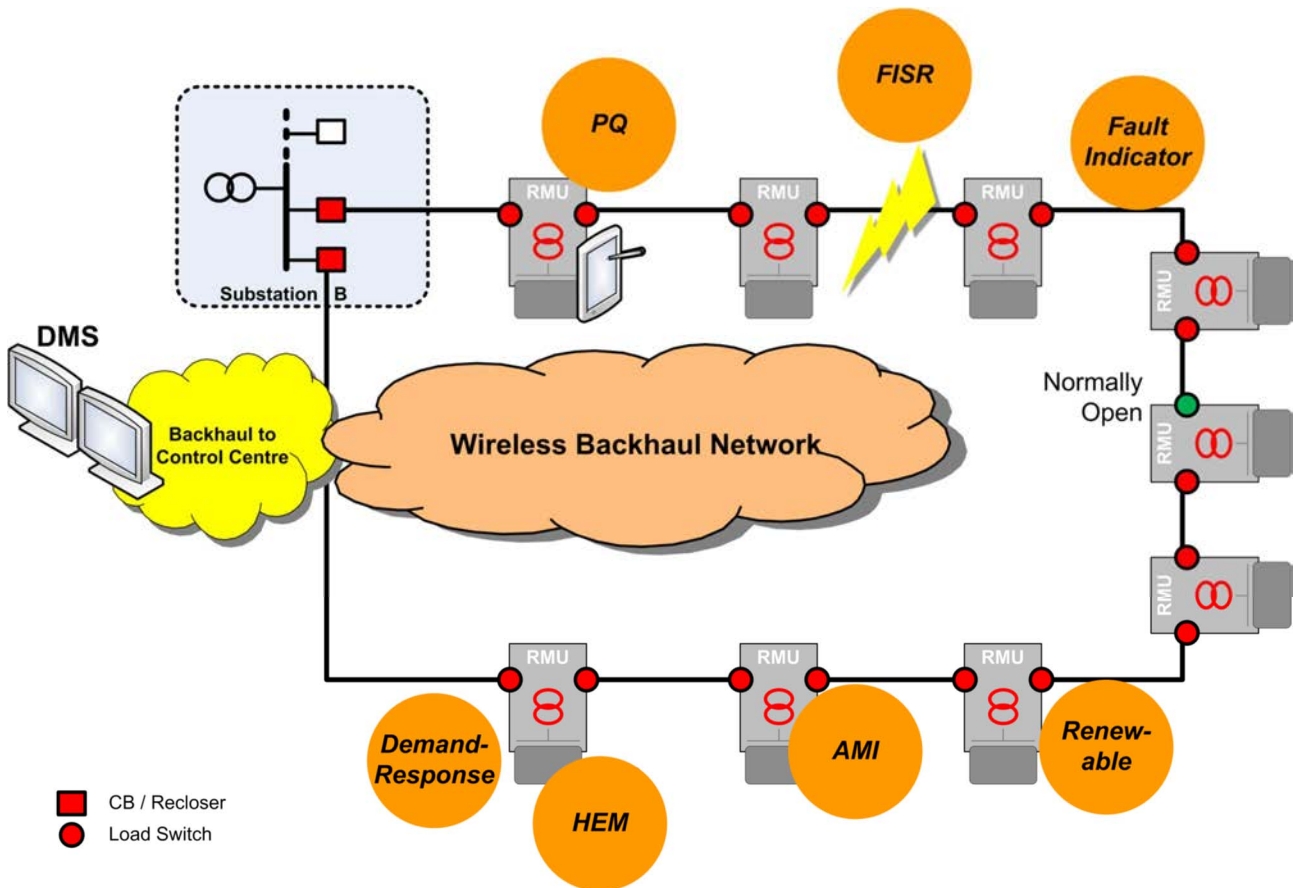 FISR
PQ
Fault
Indicator
RMU
RMU
RMU
Substation B
RMU
DMS
Normally
Open
Backhaul to
Control Centre
Wireless Backhaul Network
RMU
RMU
RMU
RMU
RMU
Demand-
Response
AMI
Renew-
able
HEM
CB / Recloser
Load Switch